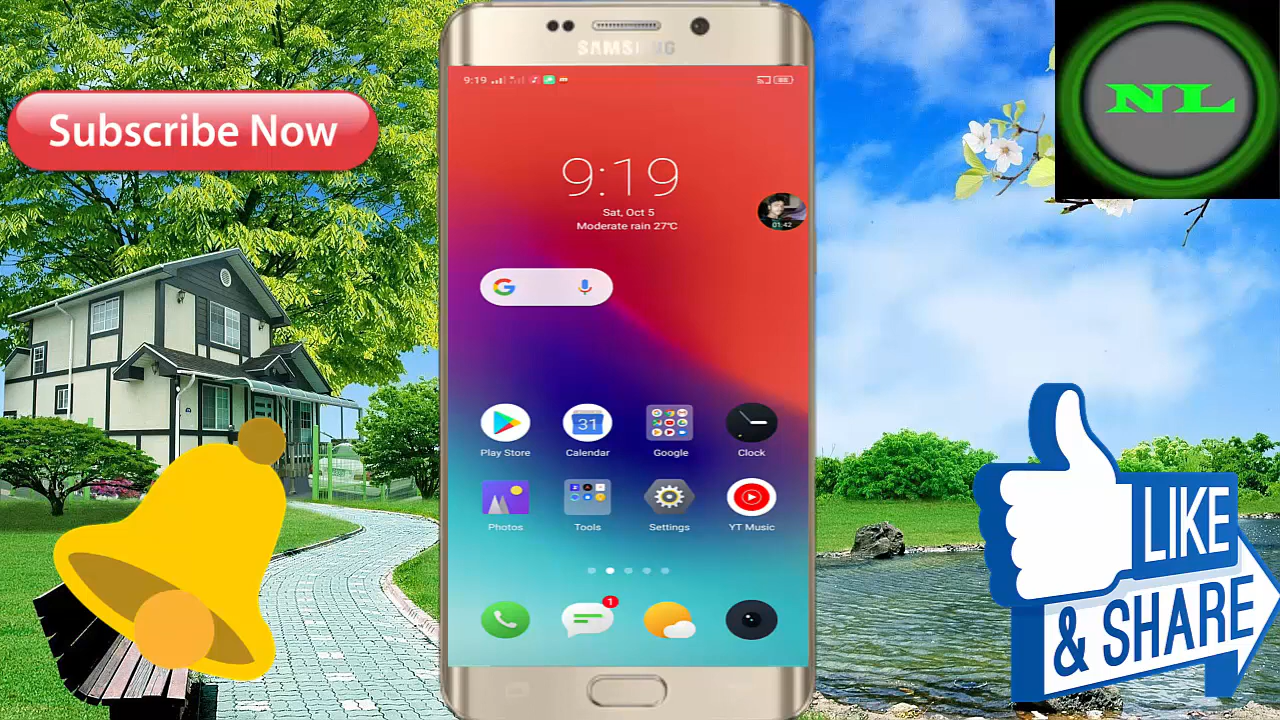 Subscribe Now
SAMSUNG
NL
9:19
9:19
Sat, Oct 5
Moderate rain 27°C
01:42
G
31
Play Store
Calendar
Google
Clock
Photos
Tools
Settings
YT Music
1
LIKE
& SHARE